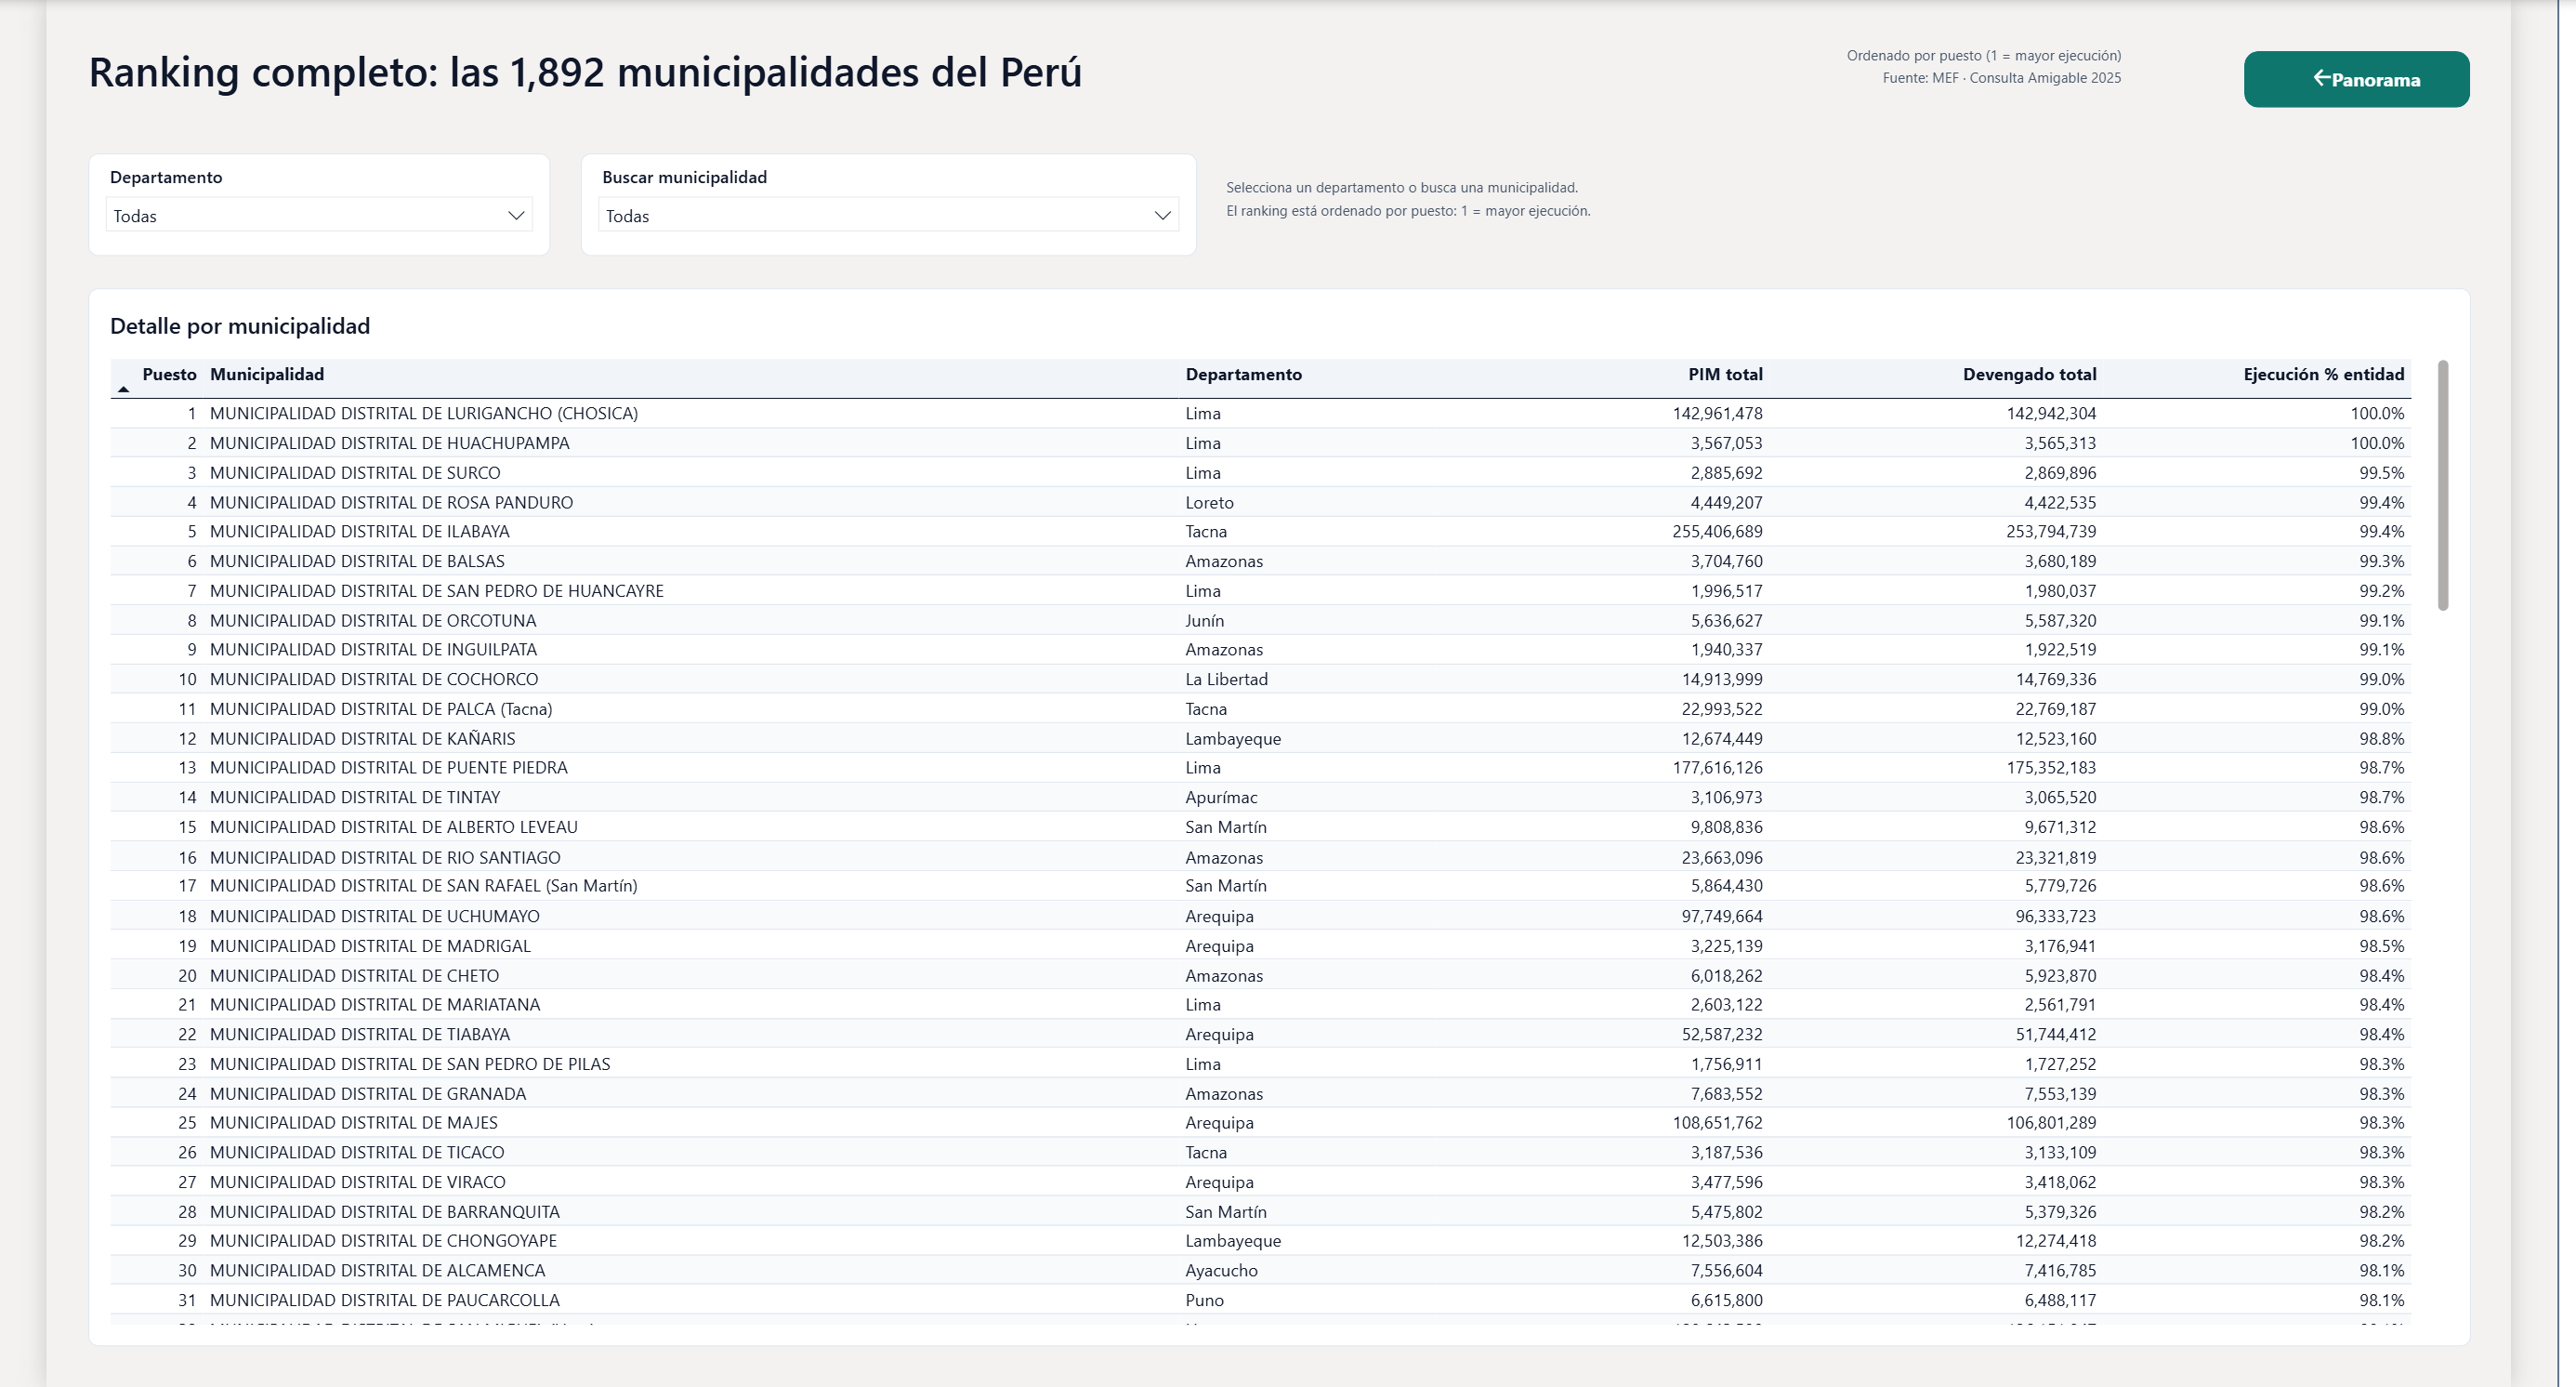 Ranking completo: las 1,892 municipalidades del Perú
Ordenado por puesto (1 = mayor ejecución)
Fuente: MEF · Consulta Amigable 2025
←Panorama
Departamento
Todas
Buscar municipalidad
Todas
Selecciona un departamento o busca una municipalidad.
El ranking está ordenado por puesto: 1 = mayor ejecución.
Detalle por municipalidad
Puesto Municipalidad Departamento PIM total Devengado total Ejecución % entidad
1 MUNICIPALIDAD DISTRITAL DE LURIGANCHO (CHOSICA) Lima 142,961,478 142,942,304 100.0%
2 MUNICIPALIDAD DISTRITAL DE HUACHUPAMPA Lima 3,567,053 3,565,313 100.0%
3 MUNICIPALIDAD DISTRITAL DE SURCO Lima 2,885,692 2,869,896 99.5%
4 MUNICIPALIDAD DISTRITAL DE ROSA PANDURO Loreto 4,449,207 4,422,535 99.4%
5 MUNICIPALIDAD DISTRITAL DE ILABAYA Tacna 255,406,689 253,794,739 99.4%
6 MUNICIPALIDAD DISTRITAL DE BALSAS Amazonas 3,704,760 3,680,189 99.3%
7 MUNICIPALIDAD DISTRITAL DE SAN PEDRO DE HUANCAYRE Lima 1,996,517 1,980,037 99.2%
8 MUNICIPALIDAD DISTRITAL DE ORCOTUNA Junín 5,636,627 5,587,320 99.1%
9 MUNICIPALIDAD DISTRITAL DE INGUILPATA Amazonas 1,940,337 1,922,519 99.1%
10 MUNICIPALIDAD DISTRITAL DE COCHORCO La Libertad 14,913,999 14,769,336 99.0%
11 MUNICIPALIDAD DISTRITAL DE PALCA (Tacna) Tacna 22,993,522 22,769,187 99.0%
12 MUNICIPALIDAD DISTRITAL DE KAÑARIS Lambayeque 12,674,449 12,523,160 98.8%
13 MUNICIPALIDAD DISTRITAL DE PUENTE PIEDRA Lima 177,616,126 175,352,183 98.7%
14 MUNICIPALIDAD DISTRITAL DE TINTAY Apurímac 3,106,973 3,065,520 98.7%
15 MUNICIPALIDAD DISTRITAL DE ALBERTO LEVEAU San Martín 9,808,836 9,671,312 98.6%
16 MUNICIPALIDAD DISTRITAL DE RIO SANTIAGO Amazonas 23,663,096 23,321,819 98.6%
17 MUNICIPALIDAD DISTRITAL DE SAN RAFAEL (San Martín) San Martín 5,864,430 5,779,726 98.6%
18 MUNICIPALIDAD DISTRITAL DE UCHUMAYO Arequipa 97,749,664 96,333,723 98.6%
19 MUNICIPALIDAD DISTRITAL DE MADRIGAL Arequipa 3,225,139 3,176,941 98.5%
20 MUNICIPALIDAD DISTRITAL DE CHETO Amazonas 6,018,262 5,923,870 98.4%
21 MUNICIPALIDAD DISTRITAL DE MARIATANA Lima 2,603,122 2,561,791 98.4%
22 MUNICIPALIDAD DISTRITAL DE TIABAYA Arequipa 52,587,232 51,744,412 98.4%
23 MUNICIPALIDAD DISTRITAL DE SAN PEDRO DE PILAS Lima 1,756,911 1,727,252 98.3%
24 MUNICIPALIDAD DISTRITAL DE GRANADA Amazonas 7,683,552 7,553,139 98.3%
25 MUNICIPALIDAD DISTRITAL DE MAJES Arequipa 108,651,762 106,801,289 98.3%
26 MUNICIPALIDAD DISTRITAL DE TICACO Tacna 3,187,536 3,133,109 98.3%
27 MUNICIPALIDAD DISTRITAL DE VIRACO Arequipa 3,477,596 3,418,062 98.3%
28 MUNICIPALIDAD DISTRITAL DE BARRANQUITA San Martín 5,475,802 5,379,326 98.2%
29 MUNICIPALIDAD DISTRITAL DE CHONGOYAPE Lambayeque 12,503,386 12,274,418 98.2%
30 MUNICIPALIDAD DISTRITAL DE ALCAMENCA Ayacucho 7,556,604 7,416,785 98.1%
31 MUNICIPALIDAD DISTRITAL DE PAUCARCOLLA Puno 6,615,800 6,488,117 98.1%